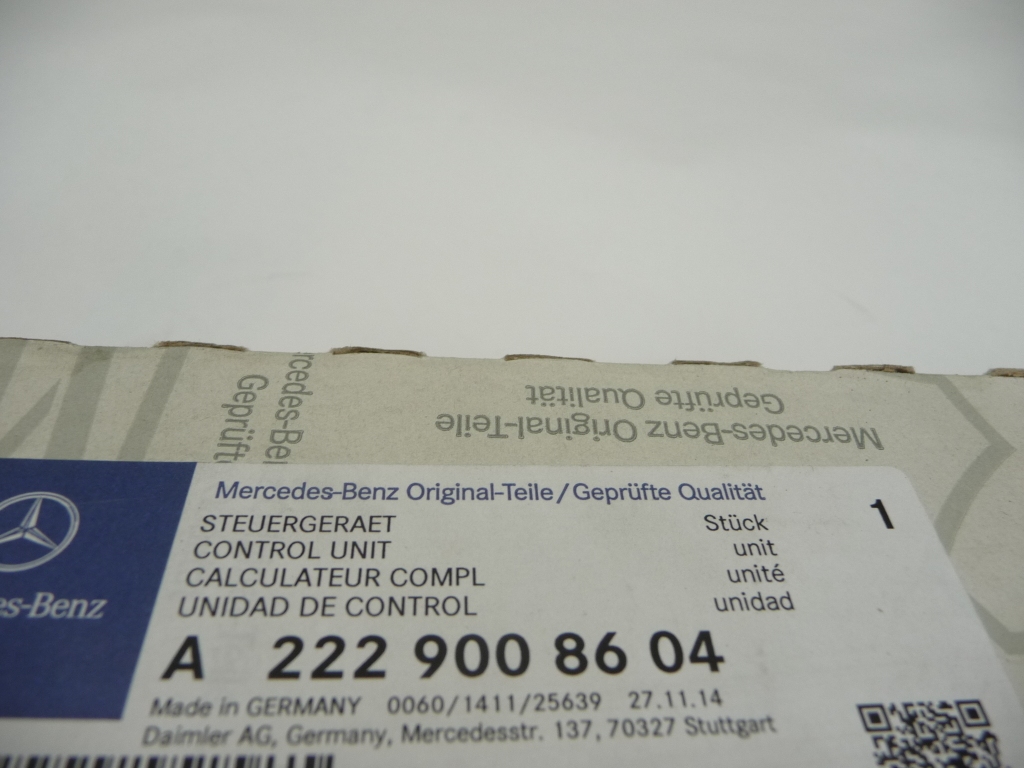 Geprüfte Qualität
Mercedes-Benz Original-Teile
Mercedes-Benz Original-Teile/Geprüfte Qualität
STEUERGERAET Stück 1
CONTROL UNIT unit
CALCULATEUR COMPL unité
UNIDAD DE CONTROL unidad
A 222 900 86 04
Made in GERMANY 0060/1411/25639 27.11.14
Daimler AG, Germany, Mercedesstr. 137, 70327 Stuttgart